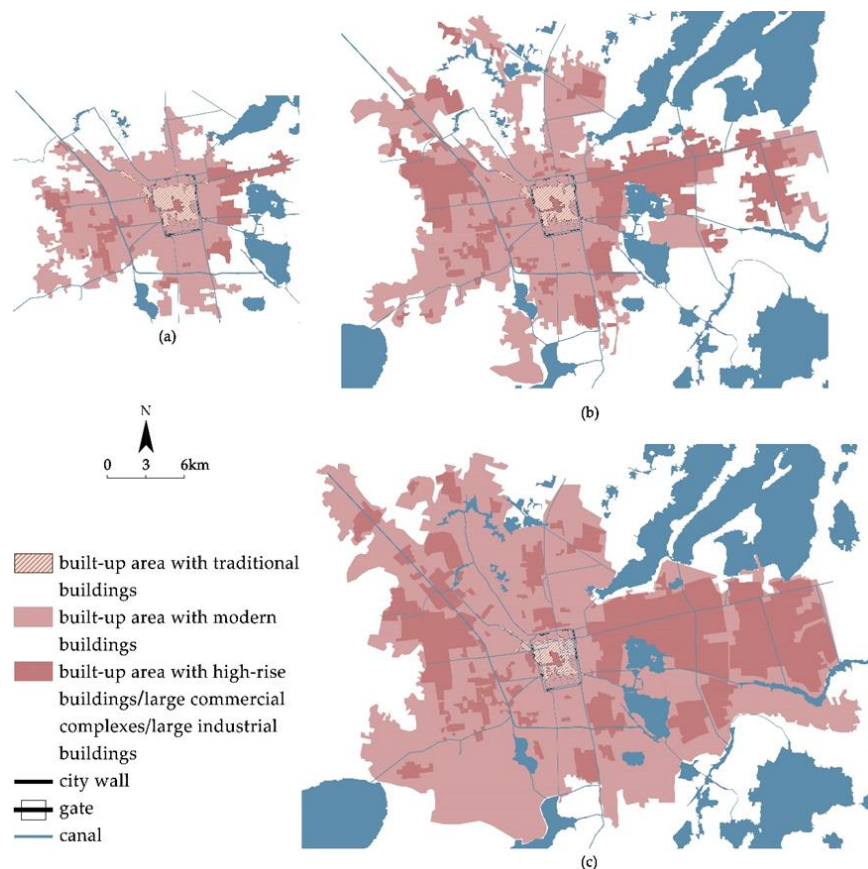 (a)
(b)
N
0 3 6km
built-up area with traditional
buildings
built-up area with modern
buildings
built-up area with high-rise
buildings/large commercial
complexes/large industrial
buildings
city wall
gate
canal
(c)